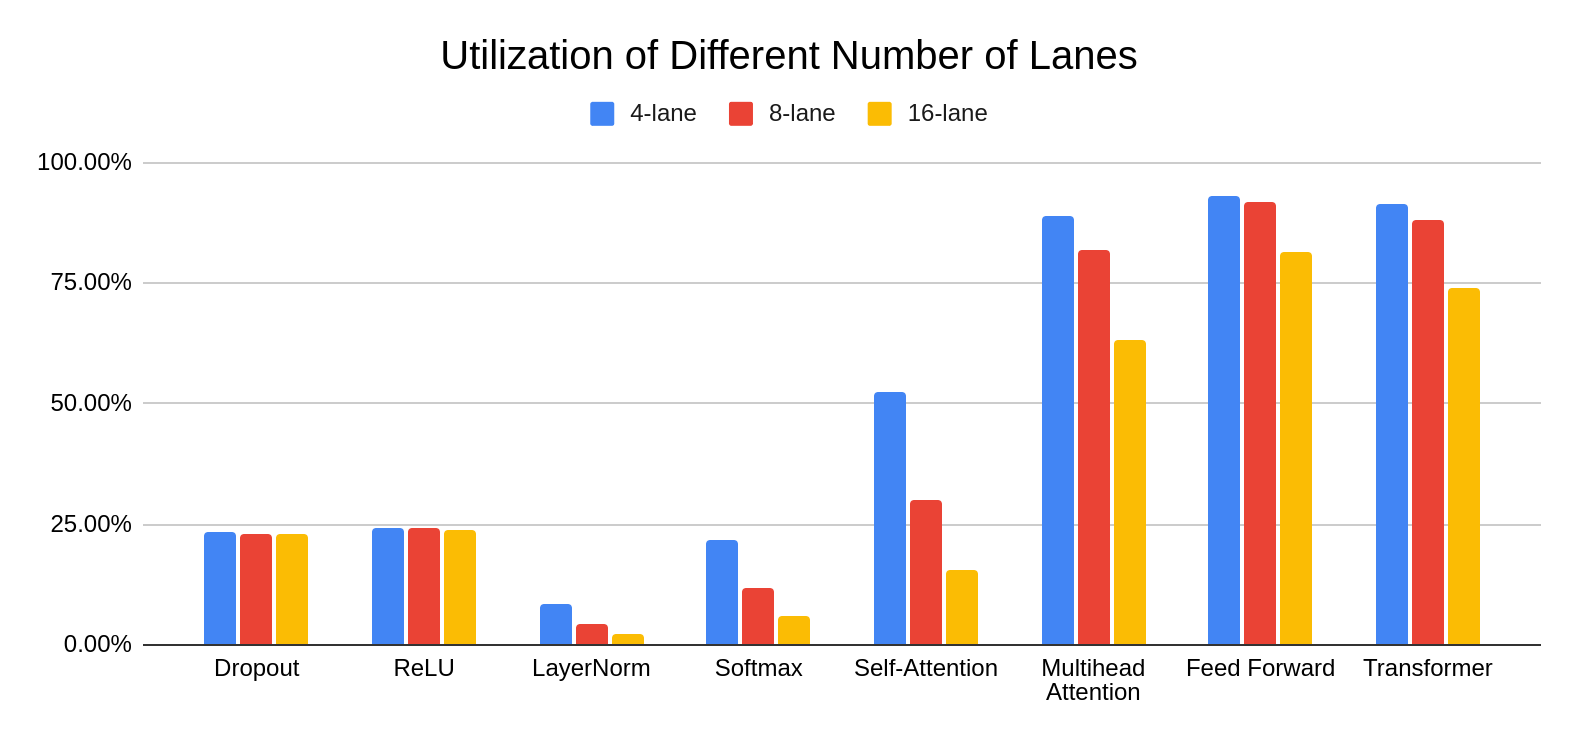 Utilization of Different Number of Lanes
4-lane 8-lane 16-lane
100.00%
75.00%
50.00%
25.00%
0.00%
Dropout ReLU LayerNorm Softmax Self-Attention Multihead Feed Forward Transformer
Attention